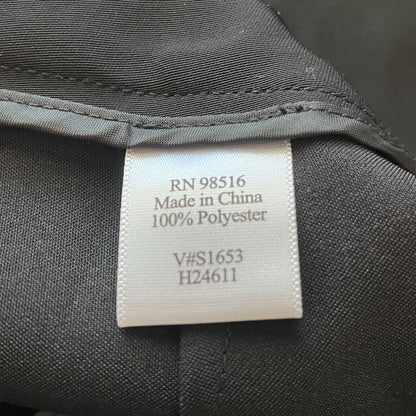 RN 98516
Made in China
100% Polyester
V#S1653
H24611